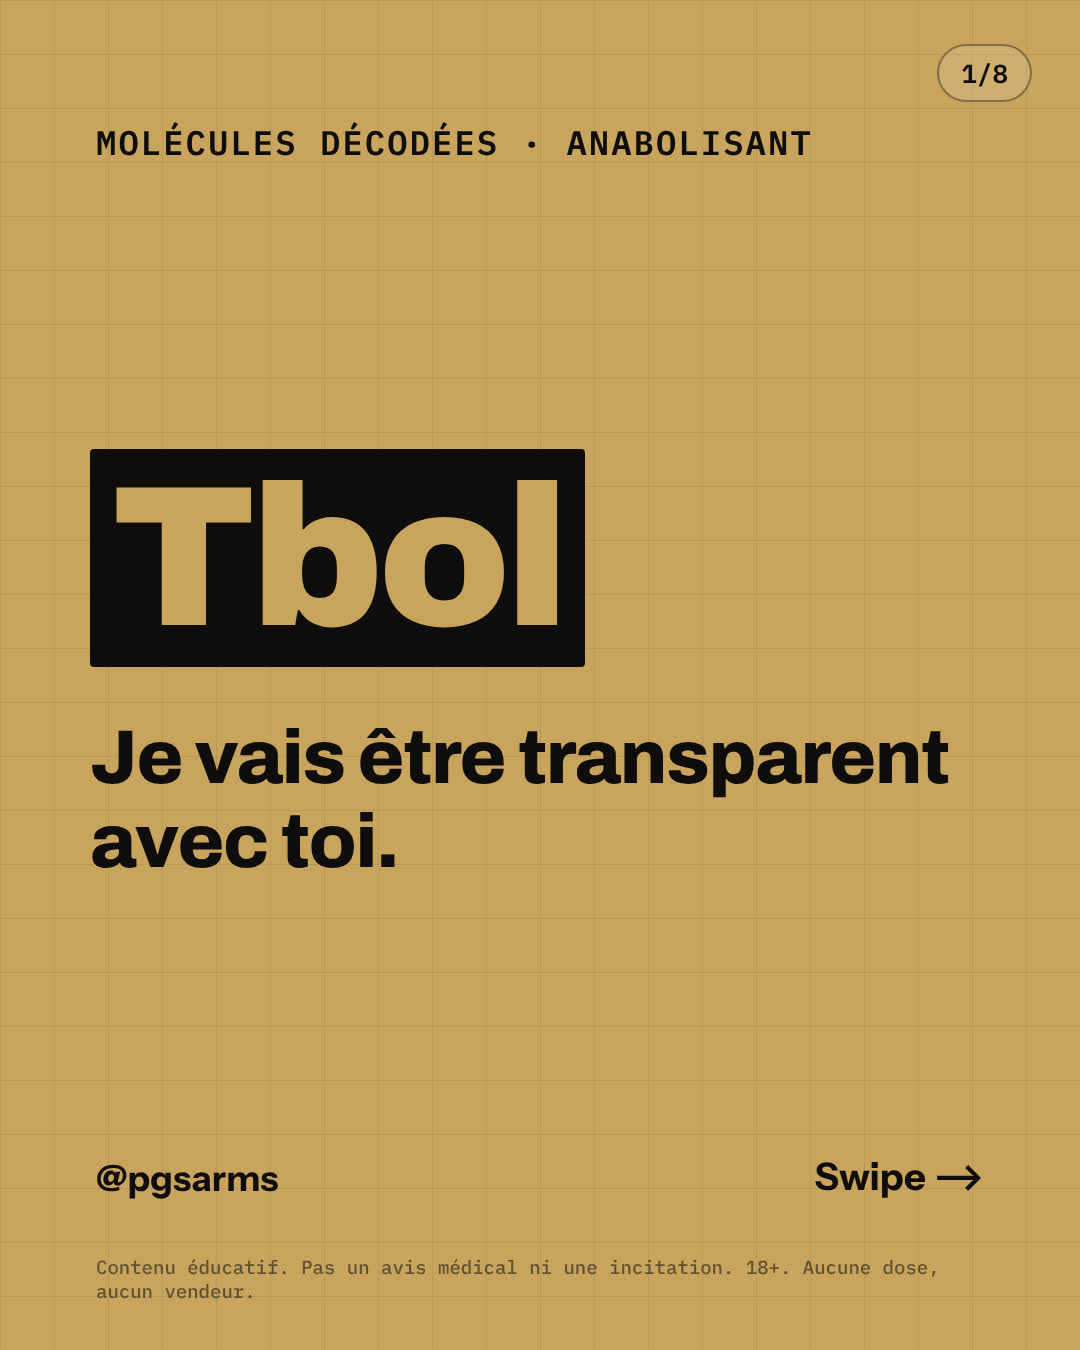 1/8
MOLÉCULES DÉCODÉES · ANABOLISANT
Tbol
Je vais être transparent
avec toi.
@pgsarms
Swipe →
Contenu éducatif. Pas un avis médical ni une incitation. 18+. Aucune dose,
aucun vendeur.